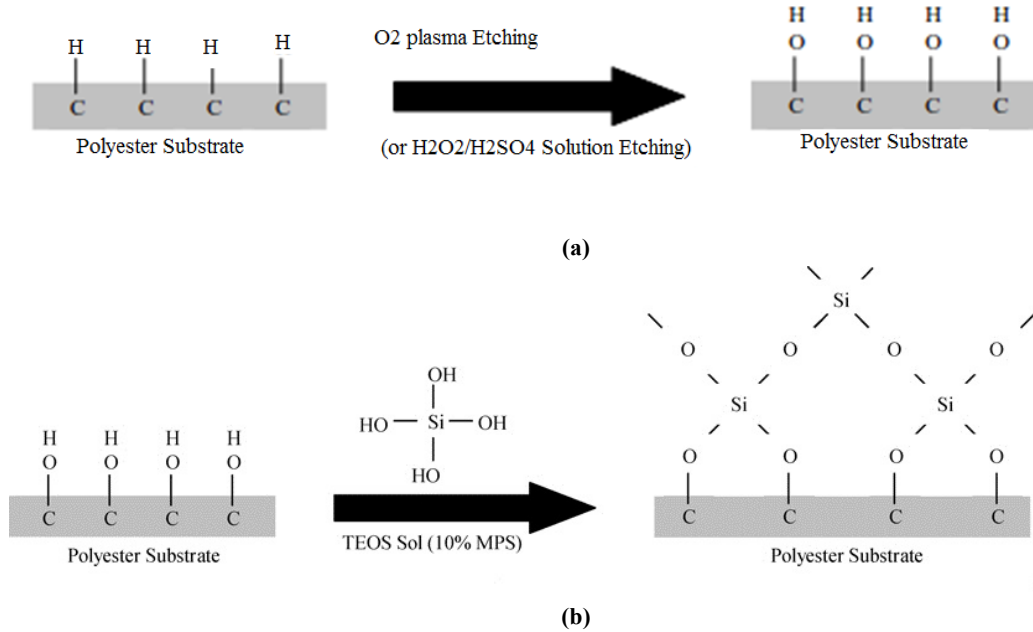 H H H H
O2 plasma Etching
H H H H
O O O O
C C C C
C C C C
Polyester Substrate
(or H2O2/H2SO4 Solution Etching)
Polyester Substrate
(a)
Si
O O O O
OH
HO Si OH
HO
Si Si
H H H H
O O O O
O O O O
C C C C
C C C C
TEOS Sol (10% MPS)
Polyester Substrate
Polyester Substrate
(b)